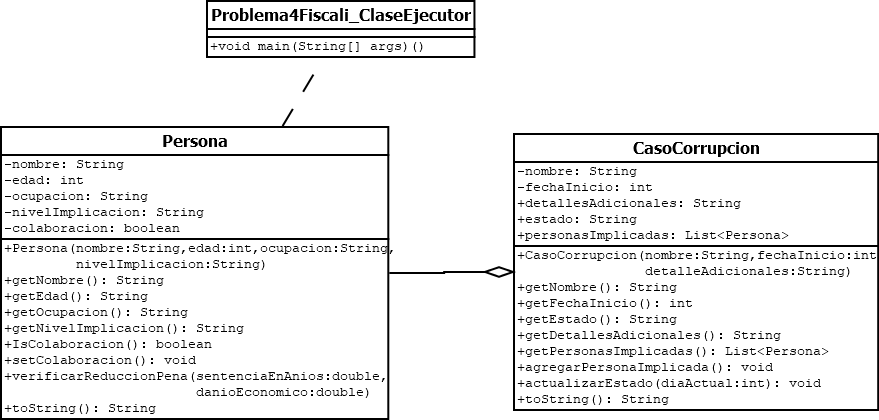 Problema4Fiscali_ClaseEjecutor
+void main(String[] args)()
Persona
-nombre: String
-edad: int
-ocupacion: String
-nivelImplicacion: String
-colaboracion: boolean
+Persona(nombre:String,edad:int,ocupacion:String,
nivelImplicacion:String)
+getNombre(): String
+getEdad(): String
+getOcupacion(): String
+getNivelImplicacion(): String
+IsColaboracion(): boolean
+setColaboracion(): void
+verificarReduccionPena(sentenciaEnAnios:double,
danioEconomico:double)
+toString(): String
CasoCorrupcion
-nombre: String
-fechaInicio: int
+detallesAdicionales: String
+estado: String
+personasImplicadas: List<Persona>
+CasoCorrupcion(nombre:String,fechaInicio:int
detalleAdicionales:String)
+getNombre(): String
+getFechaInicio(): int
+getEstado(): String
+getDetallesAdicionales(): String
+getPersonasImplicadas(): List<Persona>
+agregarPersonaImplicada(): void
+actualizarEstado(diaActual:int): void
+toString(): String